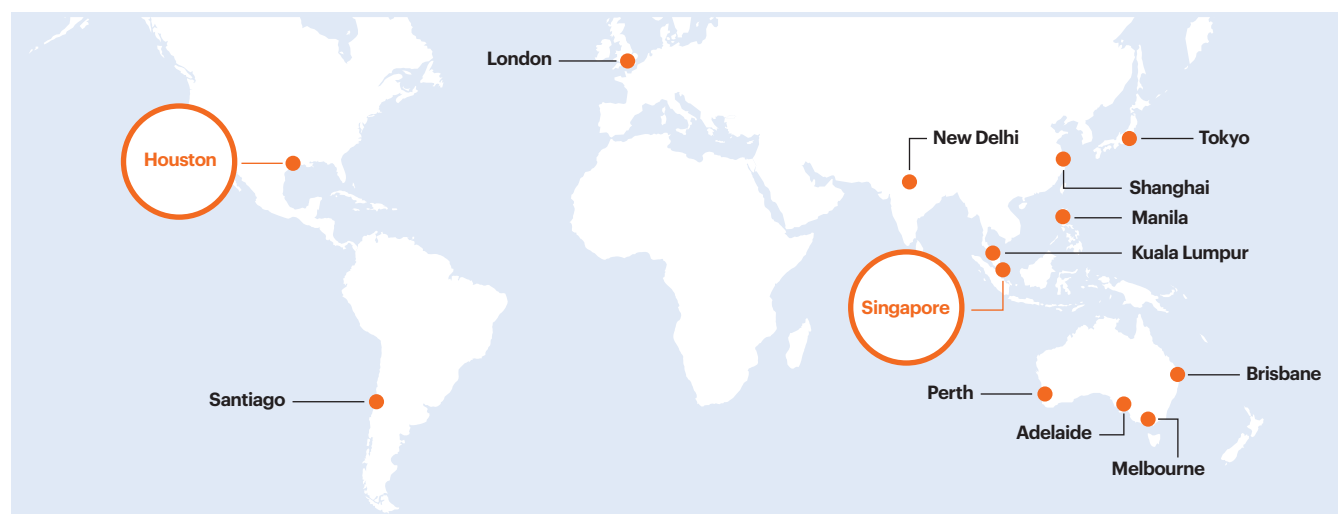 London
New Delhi
Tokyo
Houston
Shanghai
Manila
Kuala Lumpur
Singapore
Brisbane
Perth
Santiago
Adelaide
Melbourne